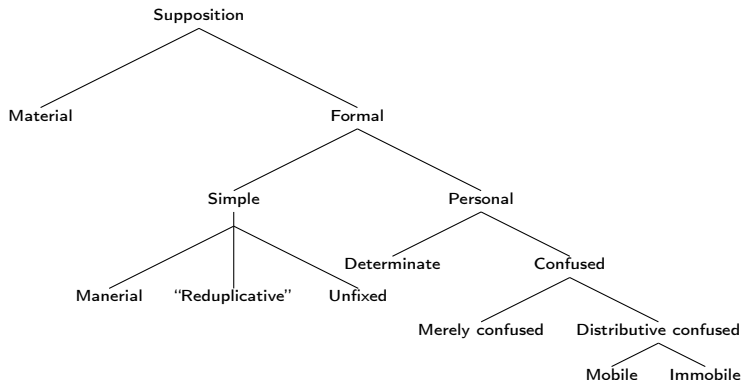 Supposition
Material Formal
Simple Personal
Determinate Confused
Manerial “Reduplicative” Unfixed
Merely confused Distributive confused
Mobile Immobile